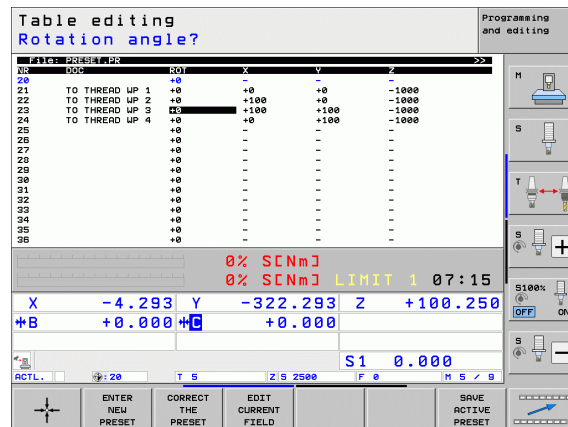 Table editing
Rotation angle?
Programming
and editing
File: PRESET.PR >>
NR DOC ROT X Y Z
20 +0 - - -
21 TO THREAD WP 1 +0 +0 +0 -1000
22 TO THREAD WP 2 +0 +100 +0 -1000
23 TO THREAD WP 3 +0 +100 +100 -1000
24 TO THREAD WP 4 +0 +0 +100 -1000
25 +0 - - -
26 +0 - - -
27 +0 - - -
28 +0 - - -
29 +0 - - -
30 +0 - - -
31 +0 - - -
32 +0 - - -
33 +0 - - -
34 +0 - - -
35 +0 - - -
36 +0 - - -
0% S[Nm]
0% S[Nm] LIMIT 1 07:15
X -4.293 Y -322.293 Z +100.250
B +0.000 C +0.000
S1 0.000
ACTL. :20 T 5 Z S 2500 F 0 M 5 / 9
M
S
T
S +
S100%
OFF ON
S -
ENTER
NEW
PRESET
CORRECT
THE
PRESET
EDIT
CURRENT
FIELD
SAVE
ACTIVE
PRESET